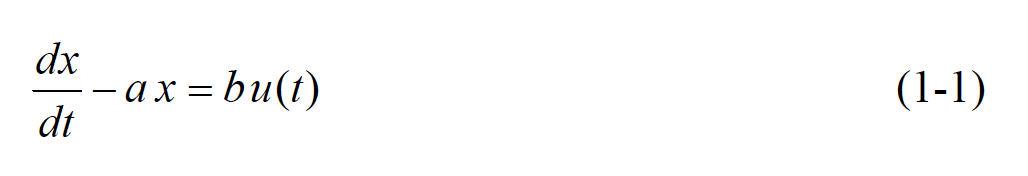 dx/dt − a x = b u(t) (1-1)